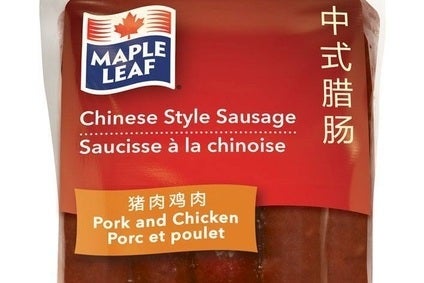 MAPLE
LEAF
Chinese Style Sausage
Saucisse à la chinoise
中式腊肠
猪肉鸡肉
Pork and Chicken
Porc et poulet